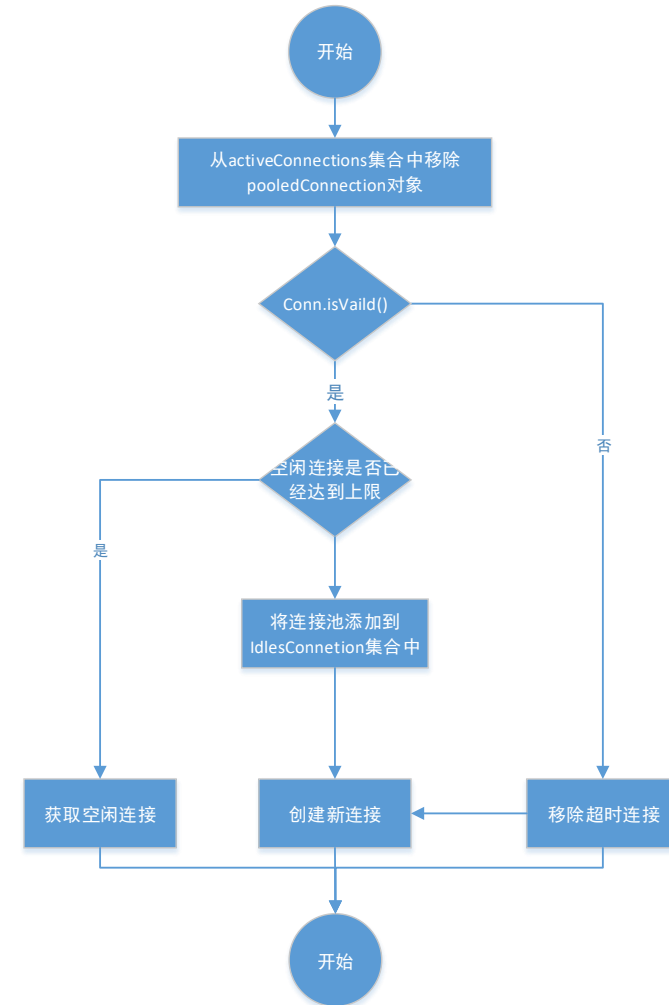 开始
从activeConnections集合中移除
pooledConnection对象
Conn.isVaild()
是
否
空闲连接是否已
经达到上限
是
将连接池添加到
IdlesConnetion集合中
获取空闲连接
创建新连接
移除超时连接
开始